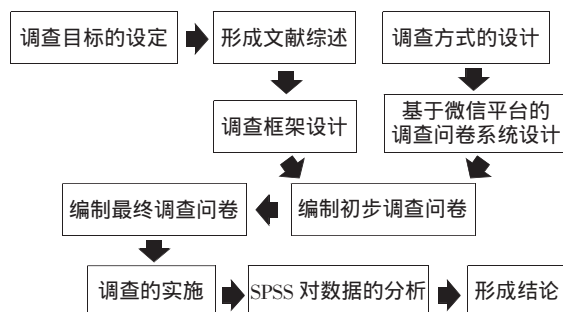 调查目标的设定
形成文献综述
调查方式的设计
调查框架设计
基于微信平台的
调查问卷系统设计
编制最终调查问卷
编制初步调查问卷
调查的实施
SPSS 对数据的分析
形成结论